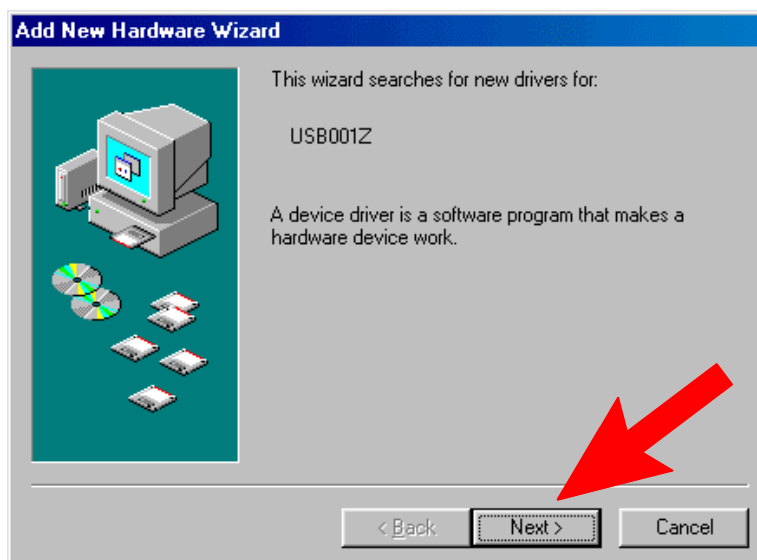 Add New Hardware Wizard
This wizard searches for new drivers for:
USB001Z
A device driver is a software program that makes a
hardware device work.
< Back
Next >
Cancel